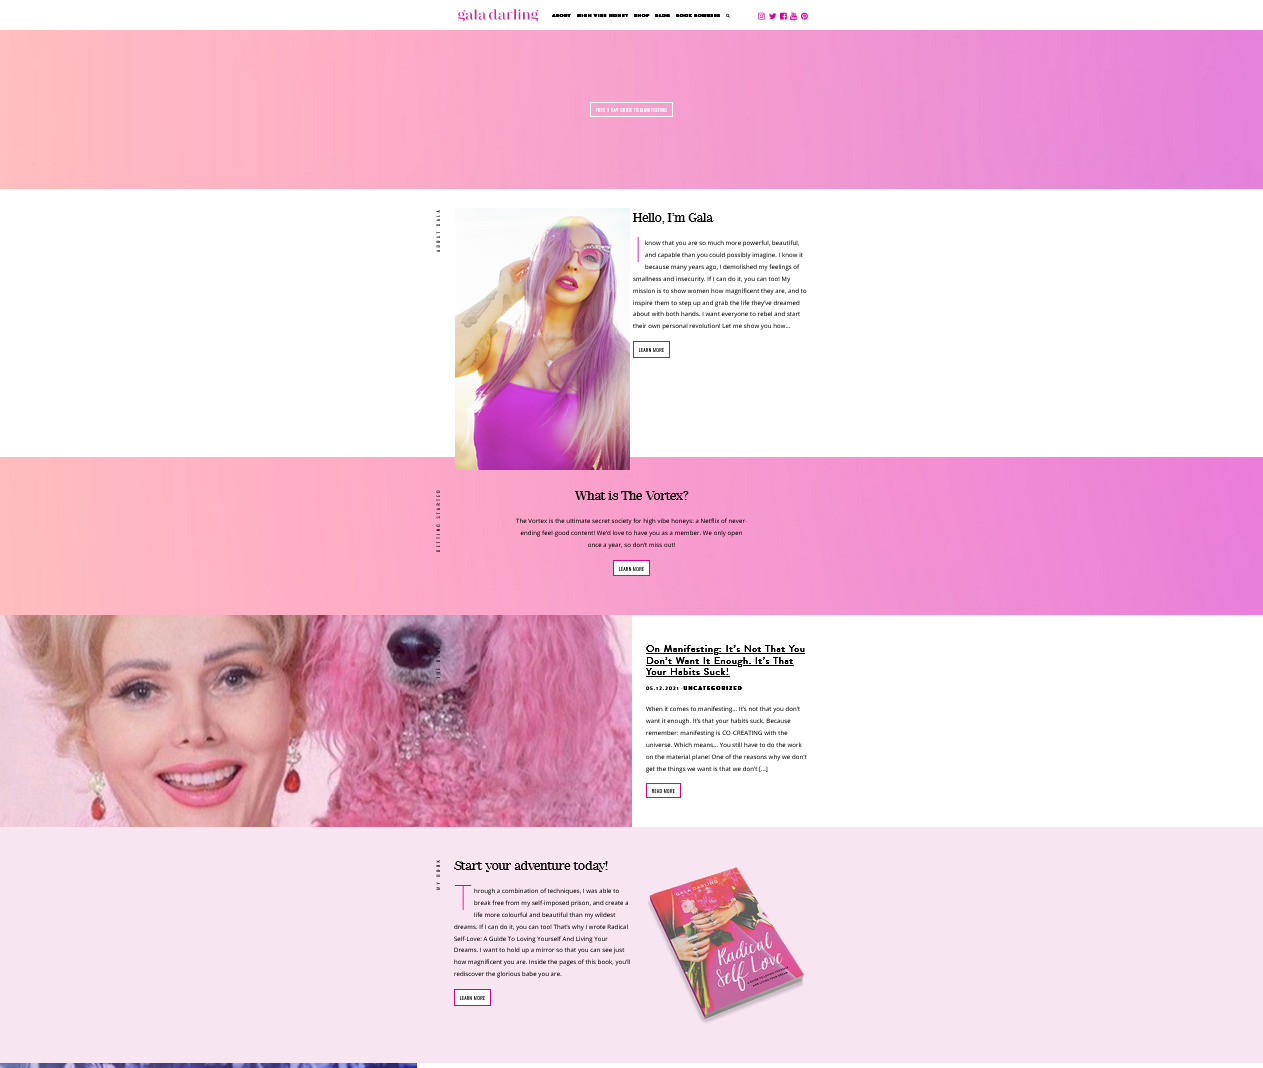 gala darling
ABOUT HIGH VIBE HONEY SHOP BLOG BOOK BONUSES
FREE 5 DAY GUIDE TO MANIFESTING
ABOUT GALA
Hello, I'm Gala
I know that you are so much more powerful, beautiful,
and capable than you could possibly imagine. I know it
because many years ago, I demolished my feelings of
smallness and insecurity. If I can do it, you can too! My
mission is to show women how magnificent they are, and to
inspire them to step up and grab the life they've dreamed
about with both hands. I want everyone to rebel and start
their own personal revolution! Let me show you how...
LEARN MORE
GETTING STARTED
What is The Vortex?
The Vortex is the ultimate secret society for high vibe honeys: a Netflix of never-
ending feel-good content! We'd love to have you as a member. We only open
once a year, so don't miss out!
LEARN MORE
THE BLOG
On Manifesting: It's Not That You
Don't Want It Enough. It's That
Your Habits Suck!
05.12.2021 UNCATEGORIZED
When it comes to manifesting... It's not that you don't
want it enough. It's that your habits suck. Because
remember: manifesting is CO-CREATING with the
universe. Which means... You still have to do the work
on the material plane! One of the reasons why we don't
get the things we want is that we don't [...]
READ MORE
MY BOOK
Start your adventure today!
Through a combination of techniques, I was able to
break free from my self-imposed prison, and create a
life more colourful and beautiful than my wildest
dreams. If I can do it, you can too! That's why I wrote Radical
Self-Love: A Guide To Loving Yourself And Living Your
Dreams. I want to hold up a mirror so that you can see just
how magnificent you are. Inside the pages of this book, you'll
rediscover the glorious babe you are.
LEARN MORE
GALA DARLING
Radical
Self Love